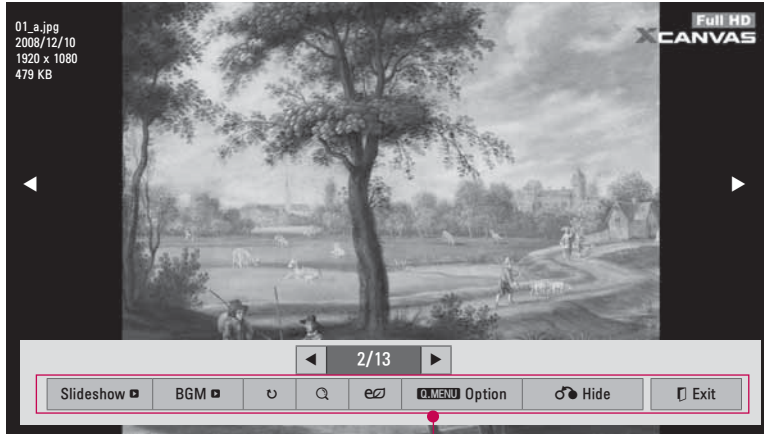 01_a.jpg
2008/12/10
1920 x 1080
479 KB
Full HD
XCANVAS
2/13
Slideshow
BGM
Q.MENU Option
Hide
Exit